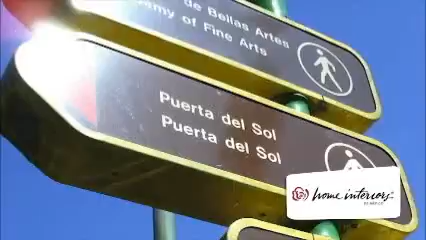 de Bellas Artes
my of Fine Arts
Puerta del Sol
Puerta del Sol
home interiors